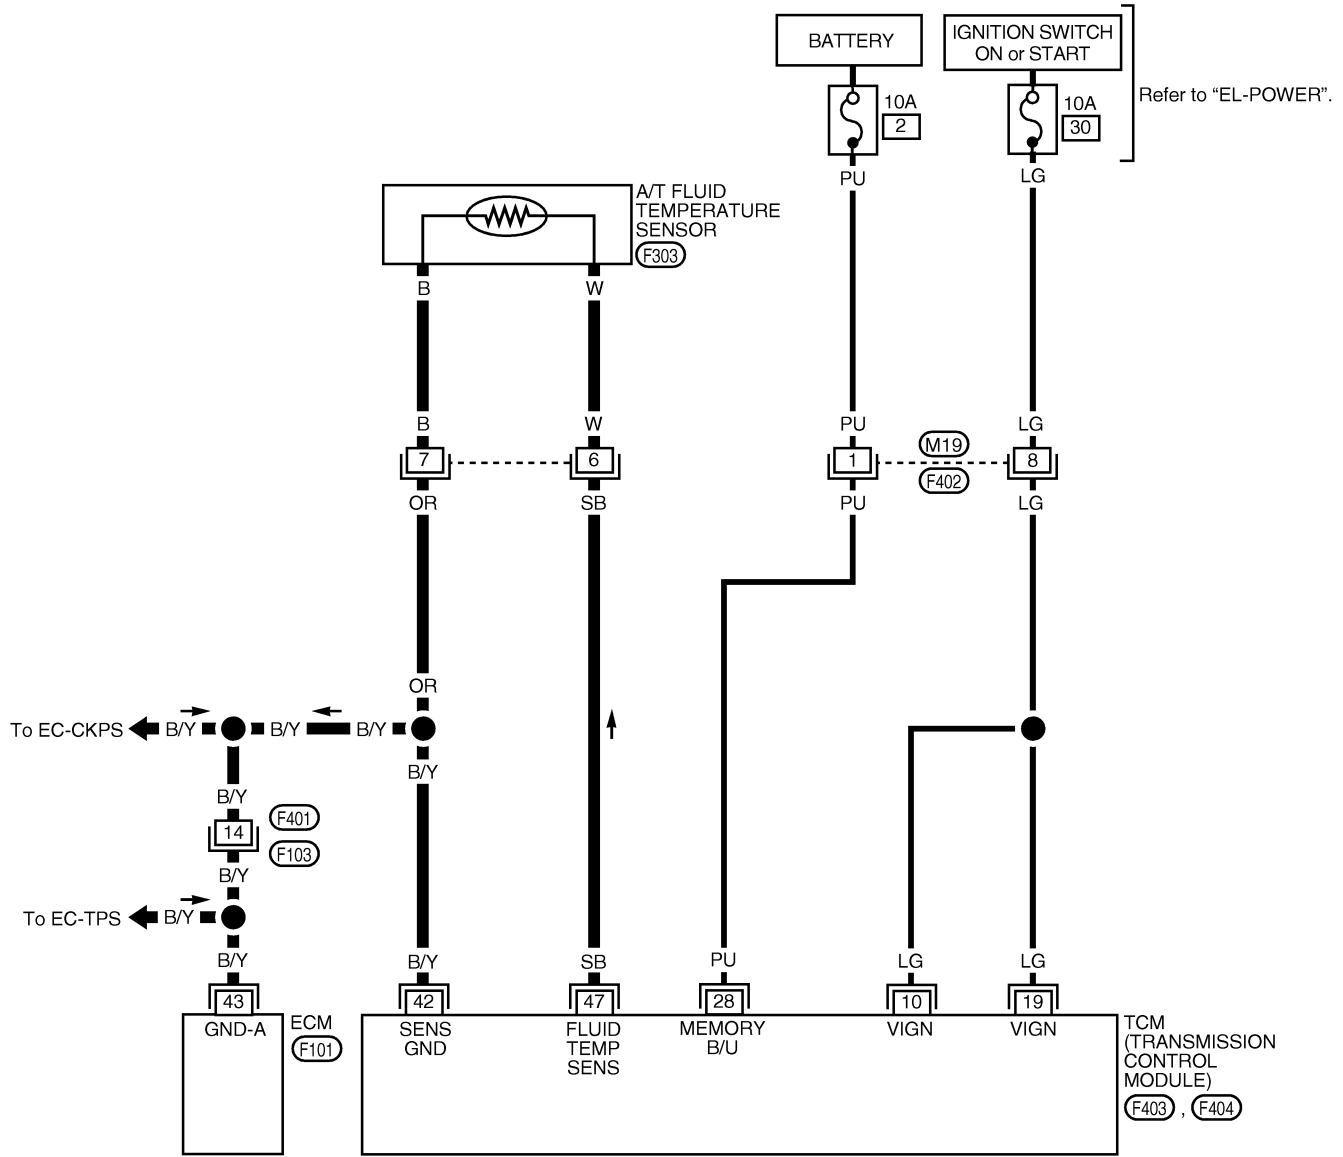 BATTERY
IGNITION SWITCH
ON or START
Refer to “EL-POWER”.
10A
2
10A
30
PU
LG
A/T FLUID
TEMPERATURE
SENSOR
F303
B
W
B
W
PU
LG
7
6
1
M19
F402
8
OR
SB
PU
LG
OR
To EC-CKPS
B/Y
B/Y
B/Y
B/Y
B/Y
14
F401
F103
B/Y
To EC-TPS
B/Y
B/Y
B/Y
SB
PU
LG
LG
43
42
47
28
10
19
GND-A
ECM
F101
SENS
GND
FLUID
TEMP
SENS
MEMORY
B/U
VIGN
VIGN
TCM
(TRANSMISSION
CONTROL
MODULE)
F403 , F404